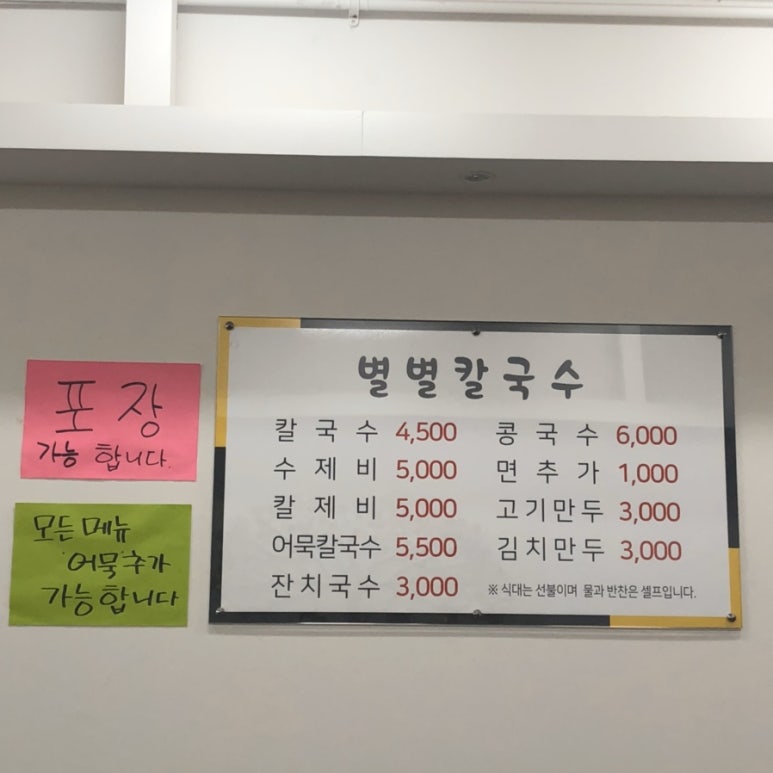 포장
가능 합니다.
모든 메뉴
어묵 추가
가능합니다
별별칼국수
칼국수 4,500
수제비 5,000
칼제비 5,000
어묵칼국수 5,500
잔치국수 3,000
콩국수 6,000
면추가 1,000
고기만두 3,000
김치만두 3,000
※ 식대는 선불이며 물과 반찬은 셀프입니다.